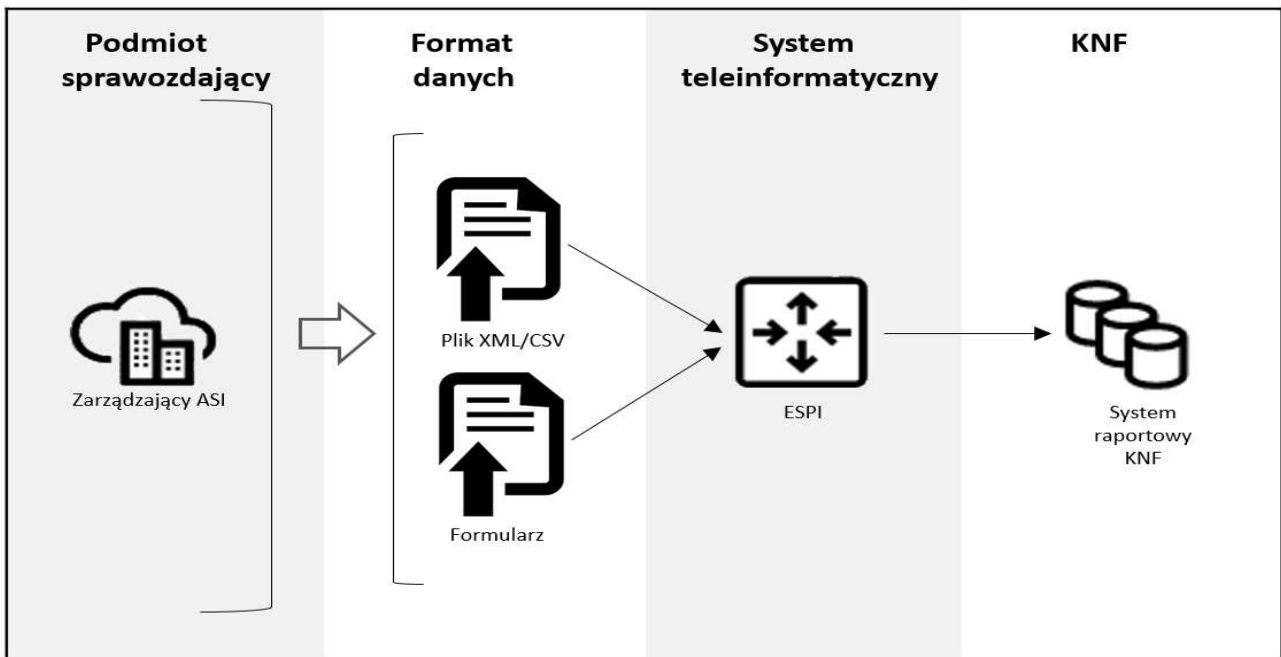 Podmiot
sprawozdający
Format
danych
System
teleinformatyczny
KNF
Zarządzający ASI
Plik XML/CSV
Formularz
ESPI
System
raportowy
KNF